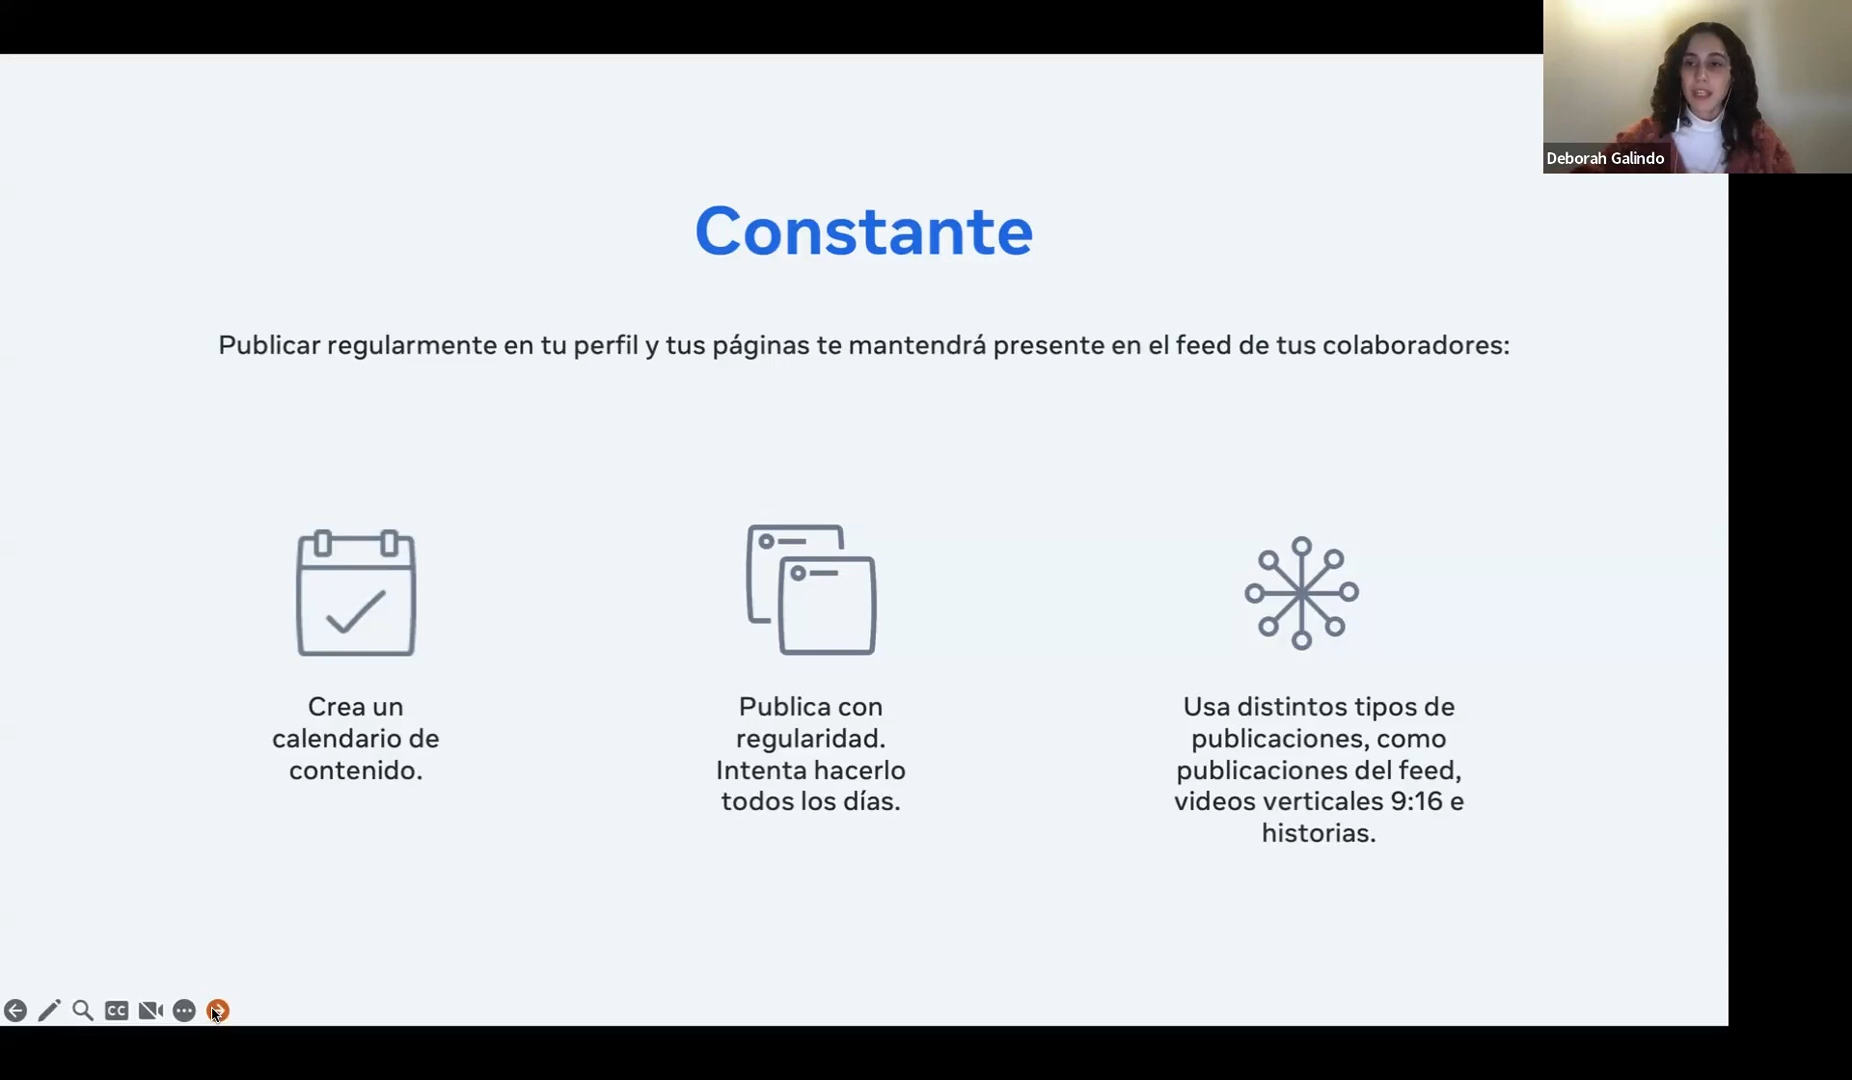 Deborah Galindo
Constante
Publicar regularmente en tu perfil y tus páginas te mantendrá presente en el feed de tus colaboradores:
Crea un
calendario de
contenido.
Publica con
regularidad.
Intenta hacerlo
todos los días.
Usa distintos tipos de
publicaciones, como
publicaciones del feed,
videos verticales 9:16 e
historias.
CC